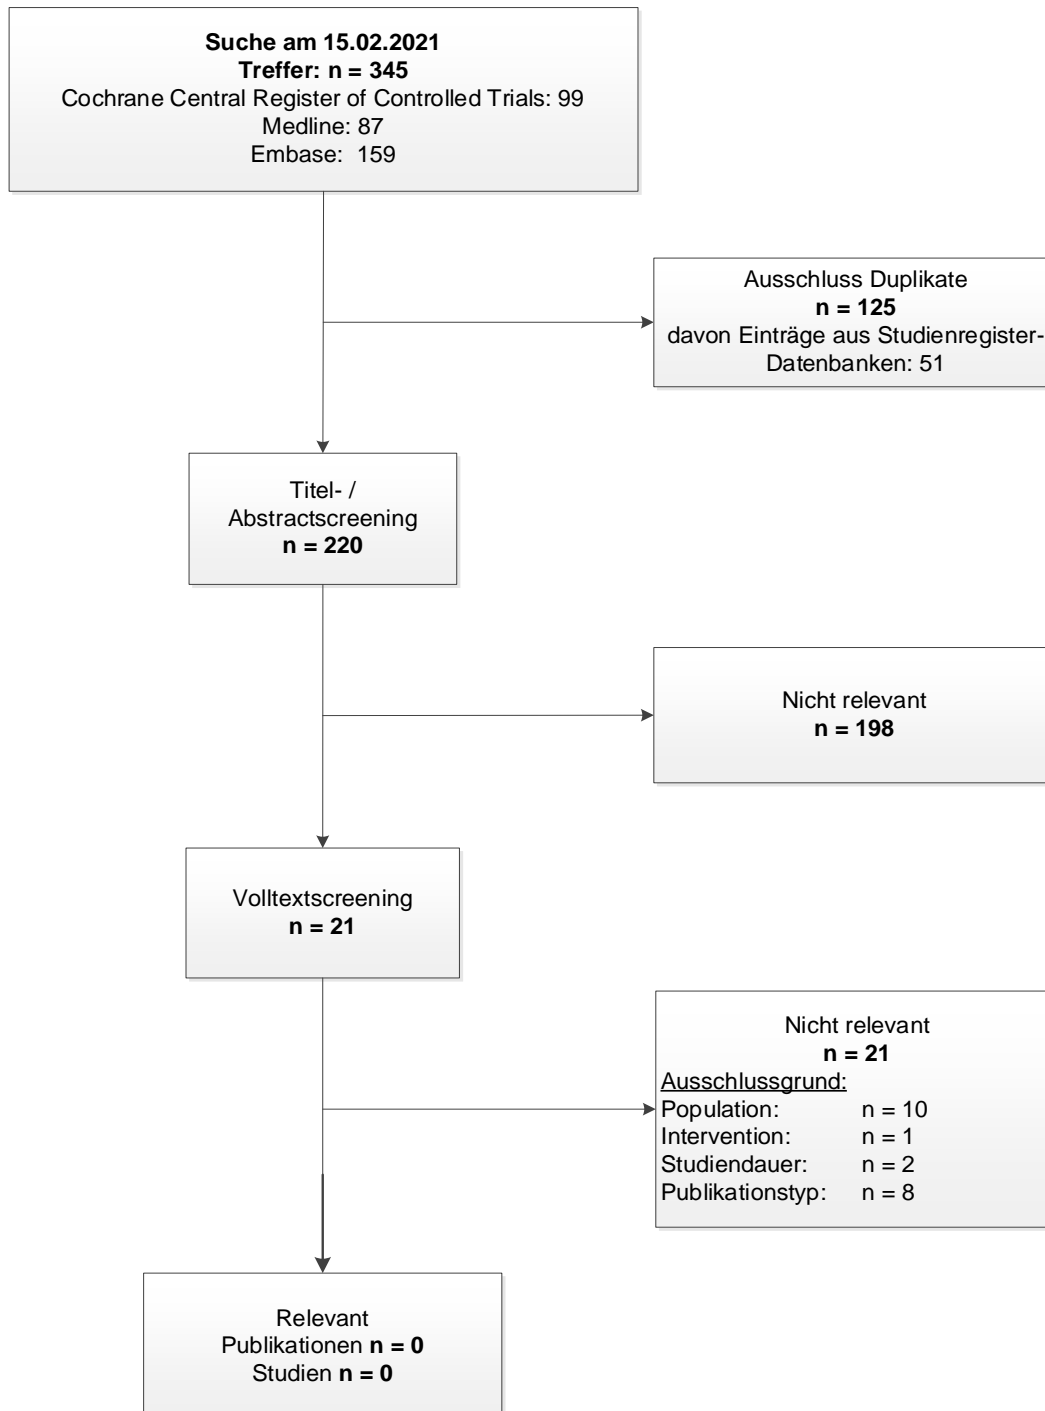 Suche am 15.02.2021
Treffer: n = 345
Cochrane Central Register of Controlled Trials: 99
Medline: 87
Embase: 159
Ausschluss Duplikate
n = 125
davon Einträge aus Studienregister-
Datenbanken: 51
Titel- /
Abstractscreening
n = 220
Nicht relevant
n = 198
Volltextscreening
n = 21
Nicht relevant
n = 21
Ausschlussgrund:
Population: n = 10
Intervention: n = 1
Studiendauer: n = 2
Publikationstyp: n = 8
Relevant
Publikationen n = 0
Studien n = 0